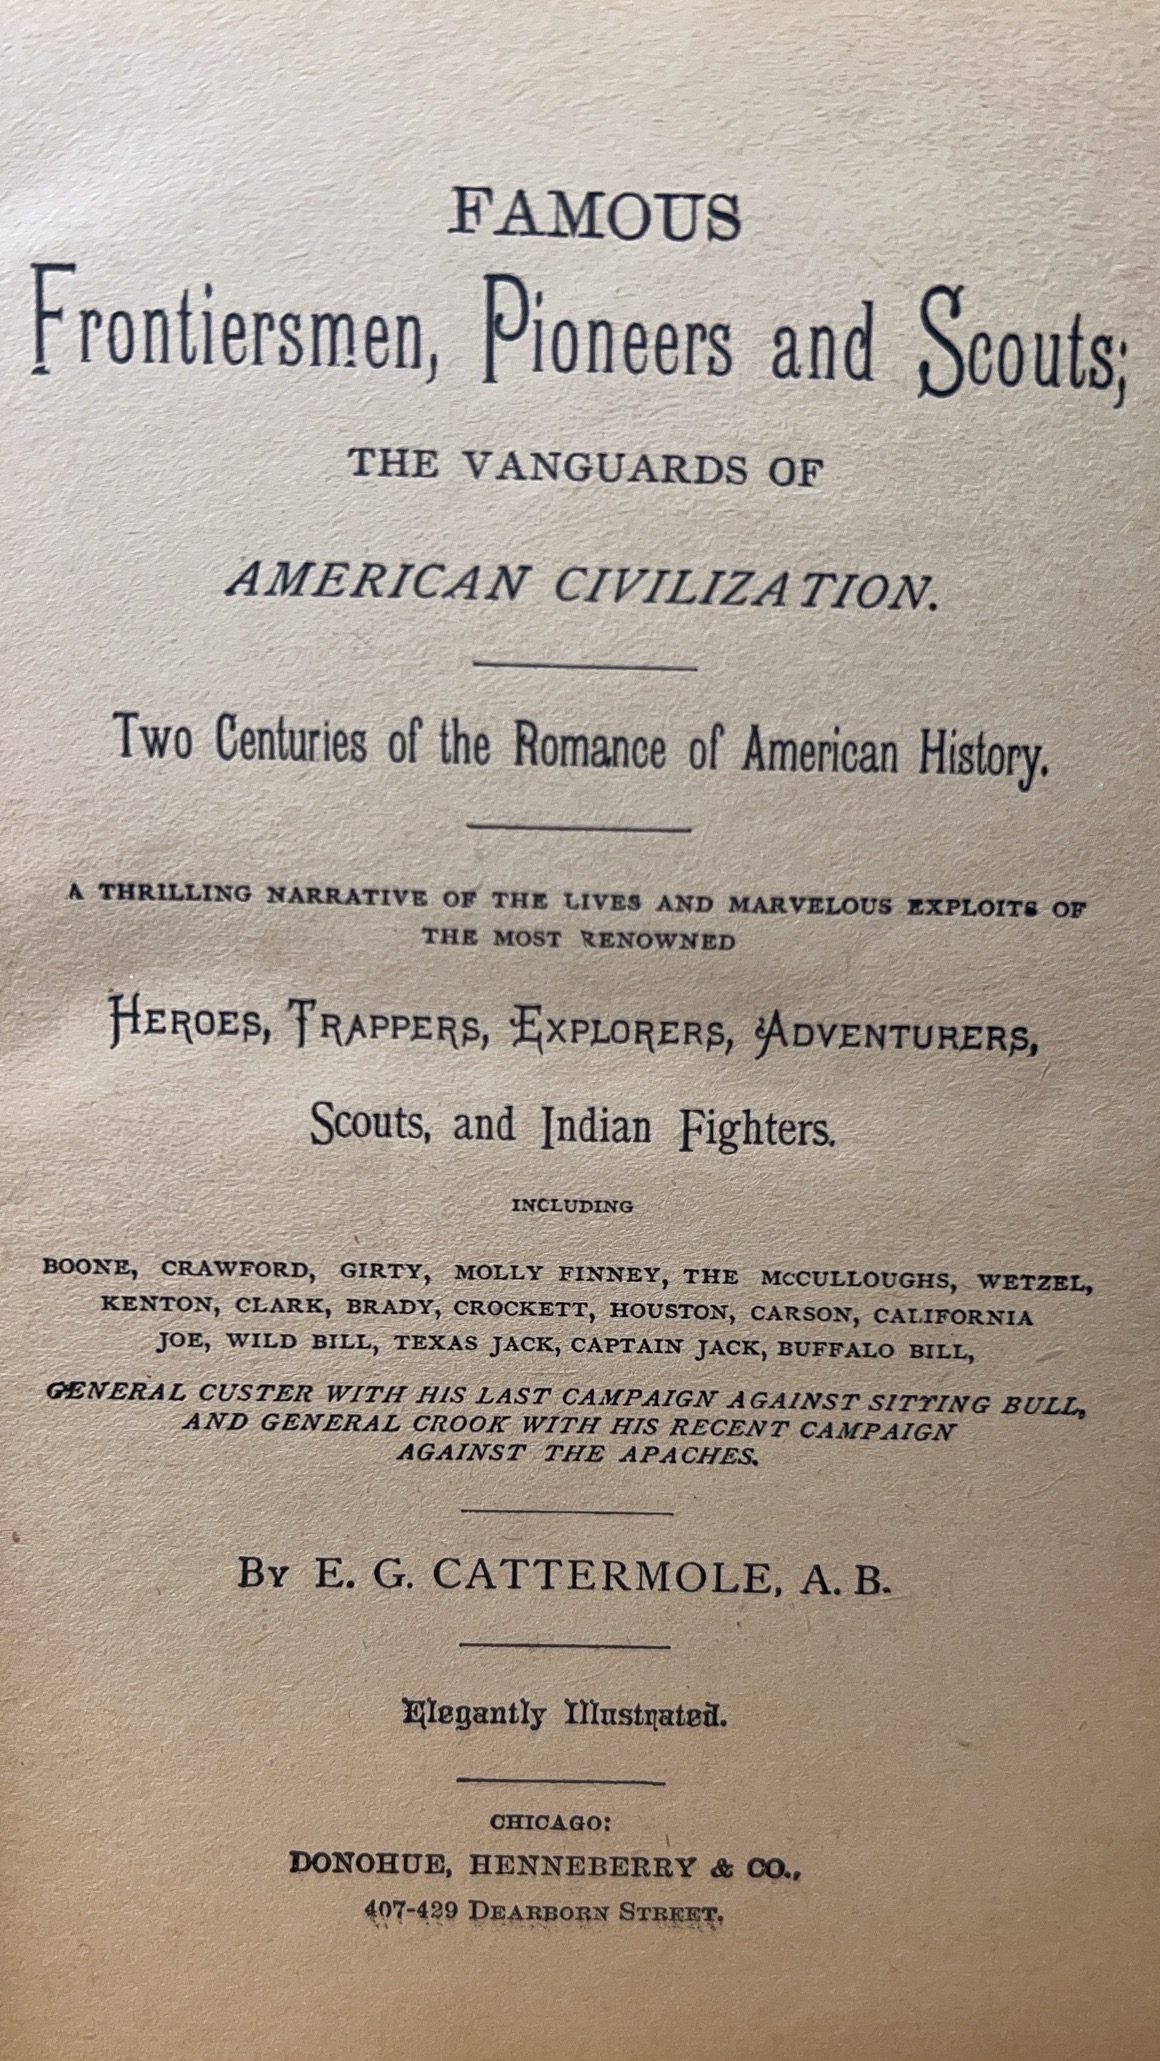 FAMOUS
Frontiersmen, Pioneers and Scouts;
THE VANGUARDS OF
AMERICAN CIVILIZATION.
Two Centuries of the Romance of American History.
A THRILLING NARRATIVE OF THE LIVES AND MARVELOUS EXPLOITS OF
THE MOST RENOWNED
HEROES, TRAPPERS, EXPLORERS, ADVENTURERS,
Scouts, and Indian Fighters.
INCLUDING
BOONE, CRAWFORD, GIRTY, MOLLY FINNEY, THE McCULLOUGHS, WETZEL,
KENTON, CLARK, BRADY, CROCKETT, HOUSTON, CARSON, CALIFORNIA
JOE, WILD BILL, TEXAS JACK, CAPTAIN JACK, BUFFALO BILL,
GENERAL CUSTER WITH HIS LAST CAMPAIGN AGAINST SITTING BULL,
AND GENERAL CROOK WITH HIS RECENT CAMPAIGN
AGAINST THE APACHES.
By E. G. CATTERMOLE, A. B.
Elegantly Illustrated.
CHICAGO:
DONOHUE, HENNEBERRY & CO.,
407-429 DEARBORN STREET.